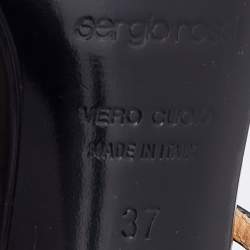 sergio rossi
VERO CUOIO
MADE IN ITALY
37